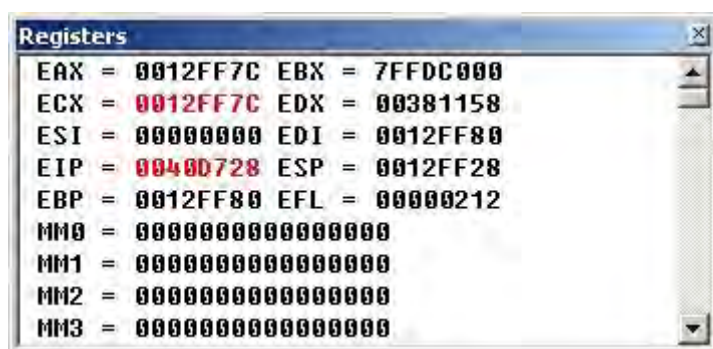 Registers
EAX = 0012FF7C EBX = 7FFDC000
ECX = 0012FF7C EDX = 00381158
ESI = 00000000 EDI = 0012FF80
EIP = 0040D728 ESP = 0012FF28
EBP = 0012FF80 EFL = 00000212
MM0 = 0000000000000000
MM1 = 0000000000000000
MM2 = 0000000000000000
MM3 = 0000000000000000